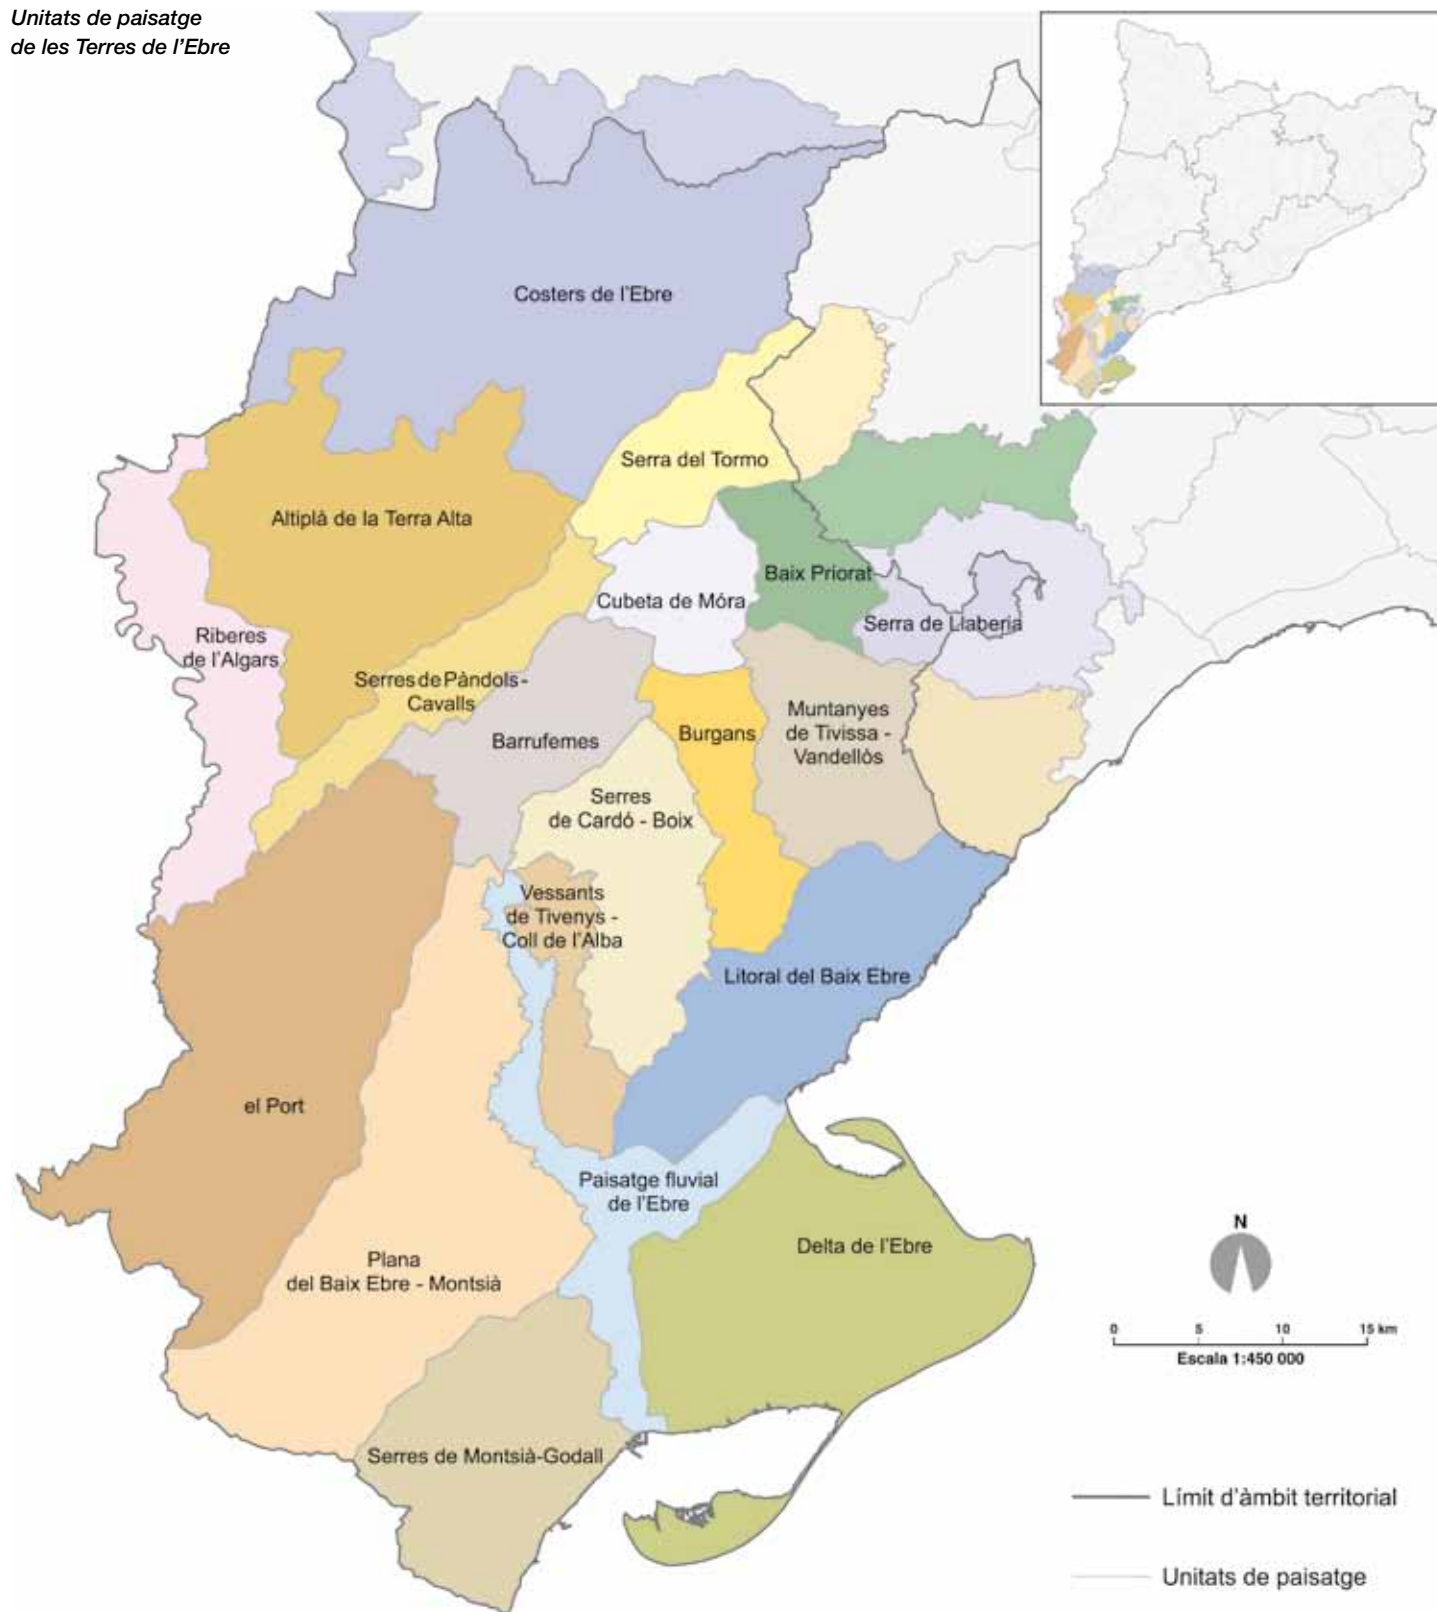 Unitats de paisatge
de les Terres de l'Ebre
Costers de l'Ebre
Serra del Tormo
Altiplà de la Terra Alta
Baix Priorat
Cubeta de Móra
Serra de Llaberia
Riberes
de l'Algars
Serres de Pàndols-
Cavalls
Muntanyes
de Tivissa -
Vandellòs
Burgans
Barrufemes
Serres
de Cardó - Boix
Vessants
de Tivenys -
Coll de l'Alba
Litoral del Baix Ebre
el Port
Paisatge fluvial
de l'Ebre
Delta de l'Ebre
Plana
del Baix Ebre - Montsià
Serres de Montsià-Godall
N
0 5 10 15 km
Escala 1:450 000
Límit d'àmbit territorial
Unitats de paisatge